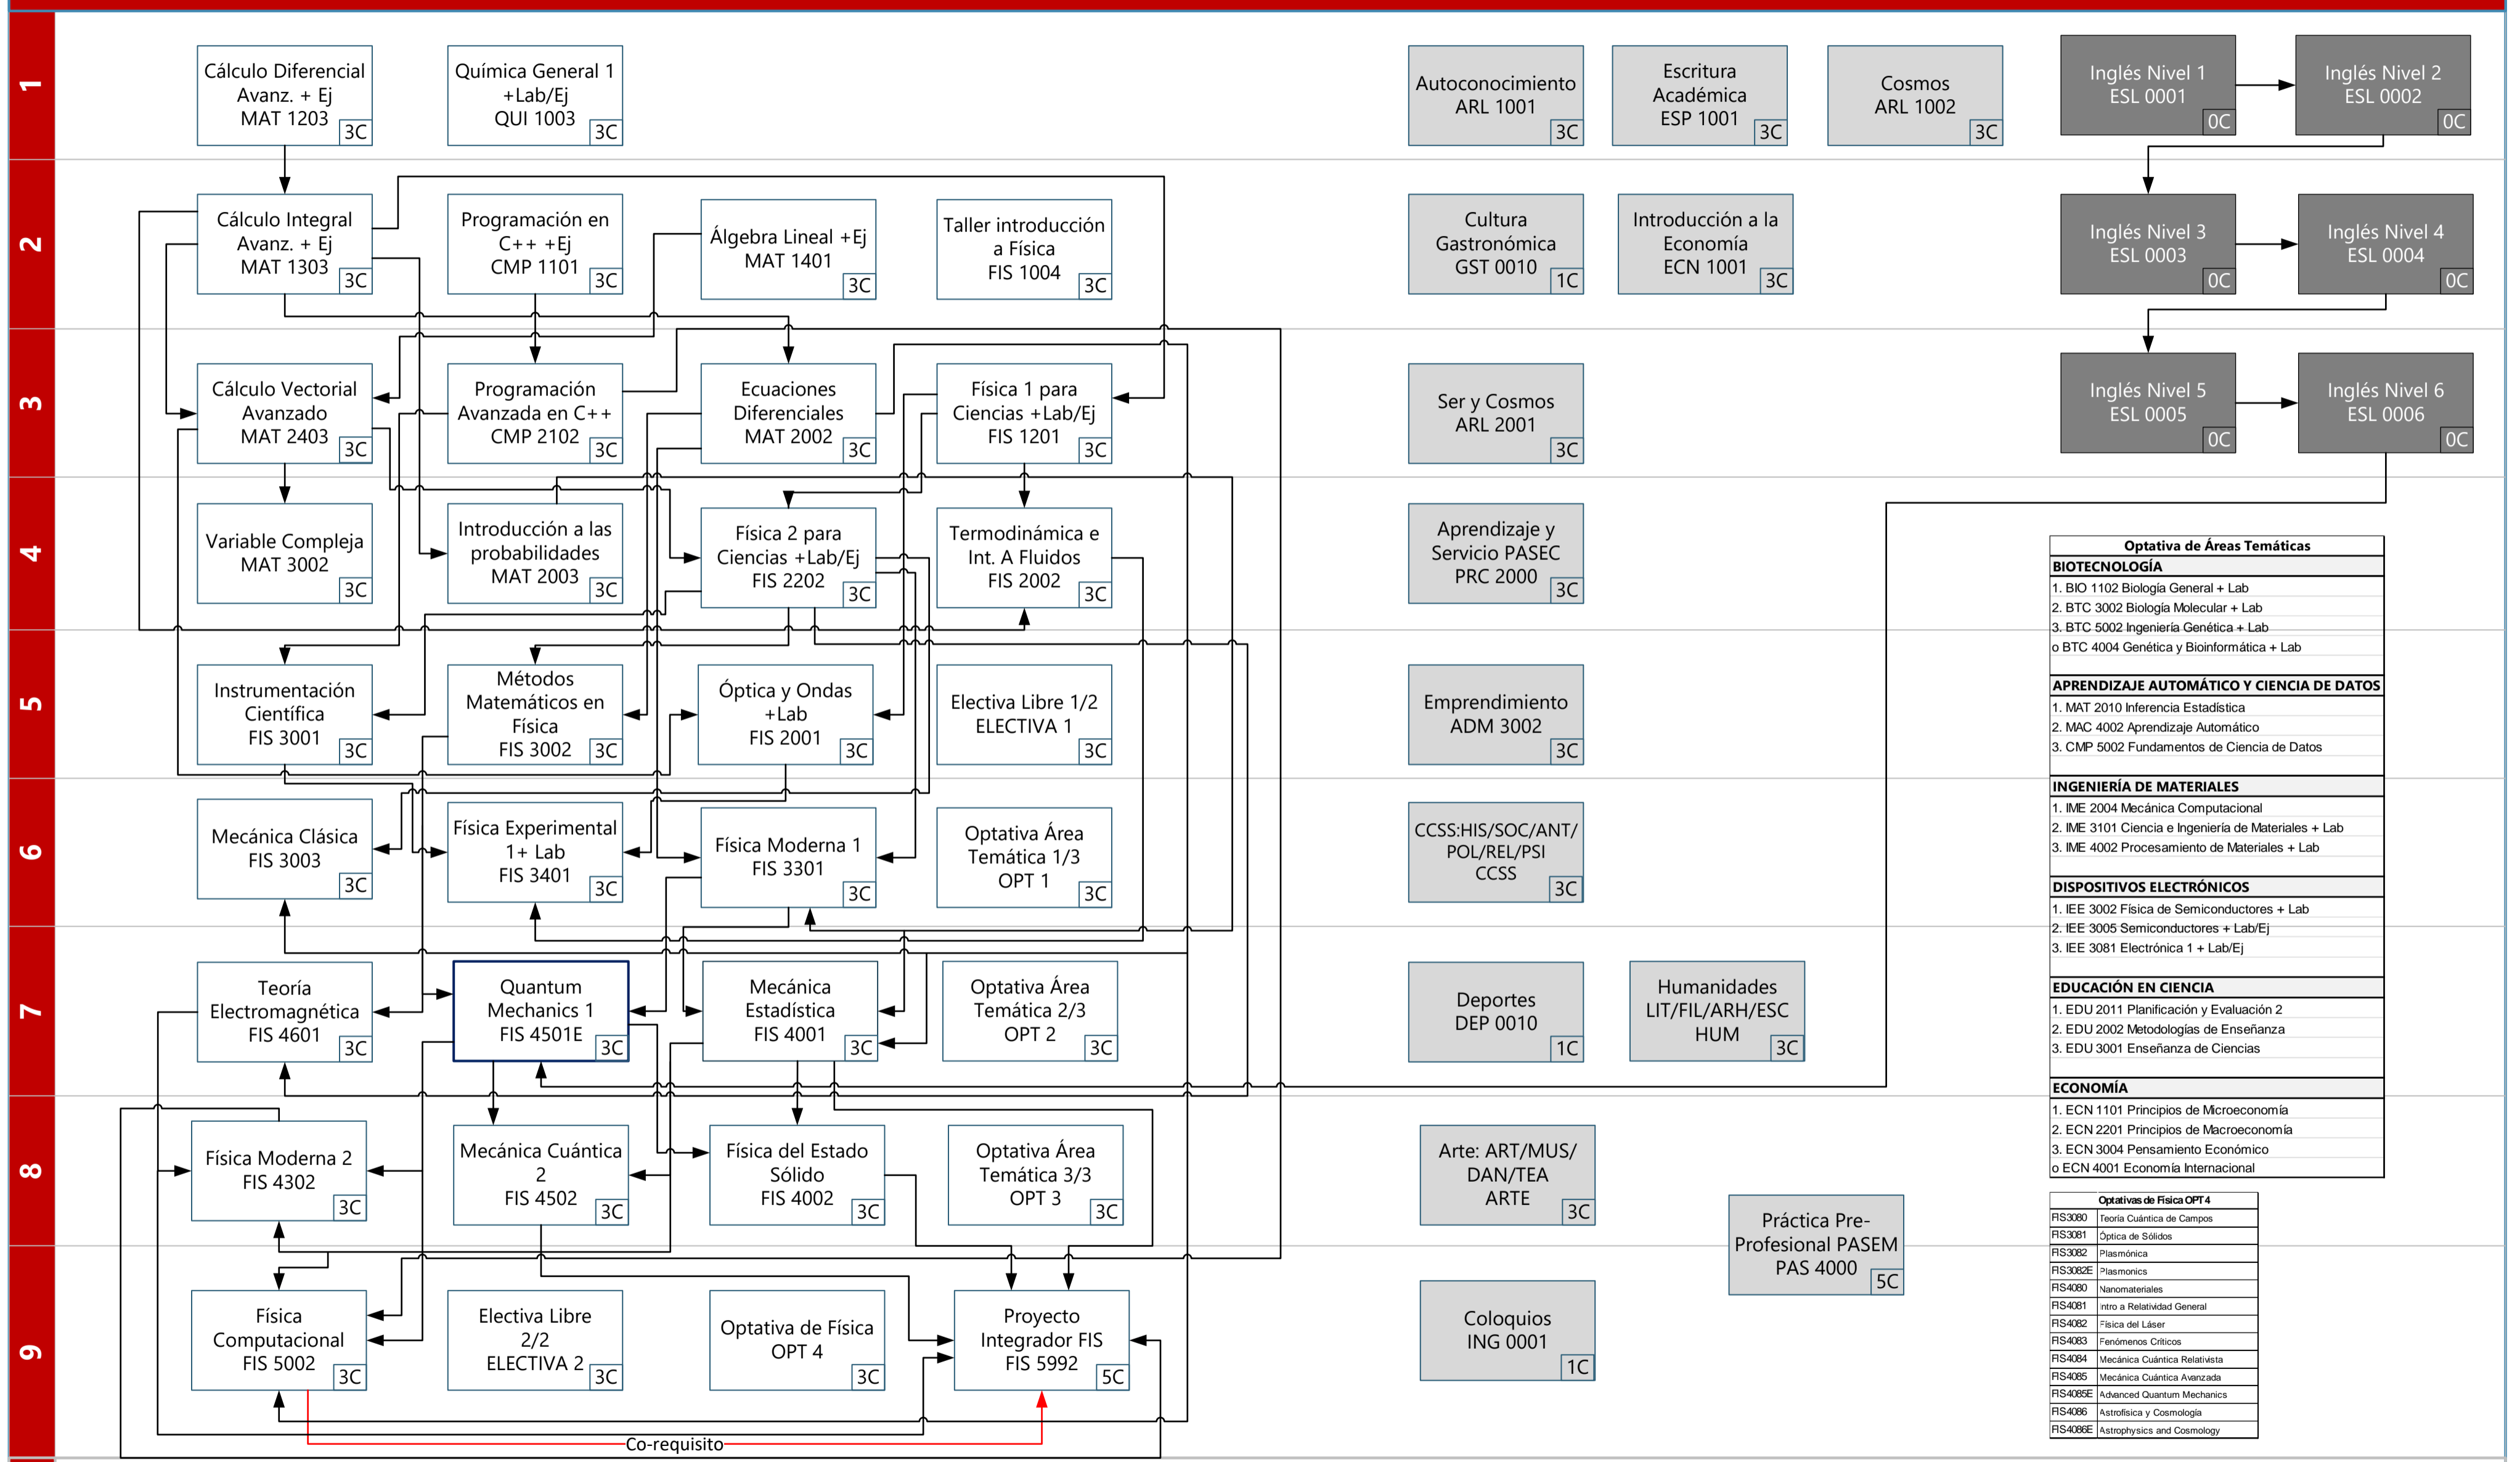 1
Cálculo Diferencial
Avanz. + Ej
MAT 1203
3C
Química General 1
+Lab/Ej
QUI 1003
3C
Autoconocimiento
ARL 1001
3C
Escritura
Académica
ESP 1001
3C
Cosmos
ARL 1002
3C
Inglés Nivel 1
ESL 0001
0C
Inglés Nivel 2
ESL 0002
0C
2
Cálculo Integral
Avanz. + Ej
MAT 1303
3C
Programación en
C++ +Ej
CMP 1101
3C
Álgebra Lineal +Ej
MAT 1401
3C
Taller introducción
a Física
FIS 1004
3C
Cultura
Gastronómica
GST 0010
1C
Introducción a la
Economía
ECN 1001
3C
Inglés Nivel 3
ESL 0003
0C
Inglés Nivel 4
ESL 0004
0C
3
Cálculo Vectorial
Avanzado
MAT 2403
3C
Programación
Avanzada en C++
CMP 2102
3C
Ecuaciones
Diferenciales
MAT 2002
3C
Física 1 para
Ciencias +Lab/Ej
FIS 1201
3C
Ser y Cosmos
ARL 2001
3C
Inglés Nivel 5
ESL 0005
0C
Inglés Nivel 6
ESL 0006
0C
4
Variable Compleja
MAT 3002
3C
Introducción a las
probabilidades
MAT 2003
3C
Física 2 para
Ciencias +Lab/Ej
FIS 2202
3C
Termodinámica e
Int. A Fluidos
FIS 2002
3C
Aprendizaje y
Servicio PASEC
PRC 2000
3C
5
Instrumentación
Científica
FIS 3001
3C
Métodos
Matemáticos en
Física
FIS 3002
3C
Óptica y Ondas
+Lab
FIS 2001
3C
Electiva Libre 1/2
ELECTIVA 1
3C
Emprendimiento
ADM 3002
3C
6
Mecánica Clásica
FIS 3003
3C
Física Experimental
1+ Lab
FIS 3401
3C
Física Moderna 1
FIS 3301
3C
Optativa Área
Temática 1/3
OPT 1
3C
CCSS:HIS/SOC/ANT/
POL/REL/PSI
CCSS
3C
7
Teoría
Electromagnética
FIS 4601
3C
Quantum
Mechanics 1
FIS 4501E
3C
Mecánica
Estadística
FIS 4001
3C
Optativa Área
Temática 2/3
OPT 2
3C
Deportes
DEP 0010
1C
Humanidades
LIT/FIL/ARH/ESC
HUM
3C
8
Física Moderna 2
FIS 4302
3C
Mecánica Cuántica
2
FIS 4502
3C
Física del Estado
Sólido
FIS 4002
3C
Optativa Área
Temática 3/3
OPT 3
3C
Arte: ART/MUS/
DAN/TEA
ARTE
3C
Práctica Pre-
Profesional PASEM
PAS 4000
5C
9
Física
Computacional
FIS 5002
3C
Electiva Libre
2/2
ELECTIVA 2
3C
Optativa de Física
OPT 4
3C
Proyecto
Integrador FIS
FIS 5992
5C
Coloquios
ING 0001
1C
Co-requisito
Optativa de Áreas Temáticas
BIOTECNOLOGÍA
1. BIO 1102 Biología General + Lab
2. BTC 3002 Biología Molecular + Lab
3. BTC 5002 Ingeniería Genética + Lab
o BTC 4004 Genética y Bioinformática + Lab
APRENDIZAJE AUTOMÁTICO Y CIENCIA DE DATOS
1. MAT 2010 Inferencia Estadística
2. MAC 4002 Aprendizaje Automático
3. CMP 5002 Fundamentos de Ciencia de Datos
INGENIERÍA DE MATERIALES
1. IME 2004 Mecánica Computacional
2. IME 3101 Ciencia e Ingeniería de Materiales + Lab
3. IME 4002 Procesamiento de Materiales + Lab
DISPOSITIVOS ELECTRÓNICOS
1. IEE 3002 Física de Semiconductores + Lab
2. IEE 3005 Semiconductores + Lab/Ej
3. IEE 3081 Electrónica 1 + Lab/Ej
EDUCACIÓN EN CIENCIA
1. EDU 2011 Planificación y Evaluación 2
2. EDU 2002 Metodologías de Enseñanza
3. EDU 3001 Enseñanza de Ciencias
ECONOMÍA
1. ECN 1101 Principios de Microeconomía
2. ECN 2201 Principios de Macroeconomía
3. ECN 3004 Pensamiento Económico
o ECN 4001 Economía Internacional
Optativas de Física OPT 4
FIS3080 Teoría Cuántica de Campos
FIS3081 Óptica de Sólidos
FIS3082 Plasmónica
FIS3082E Plasmonics
FIS4080 Nanomateriales
FIS4081 Intro a Relatividad General
FIS4082 Física del Láser
FIS4083 Fenómenos Críticos
FIS4084 Mecánica Cuántica Relativista
FIS4085 Mecánica Cuántica Avanzada
FIS4085E Advanced Quantum Mechanics
FIS4086 Astrofísica y Cosmología
FIS4086E Astrophysics and Cosmology